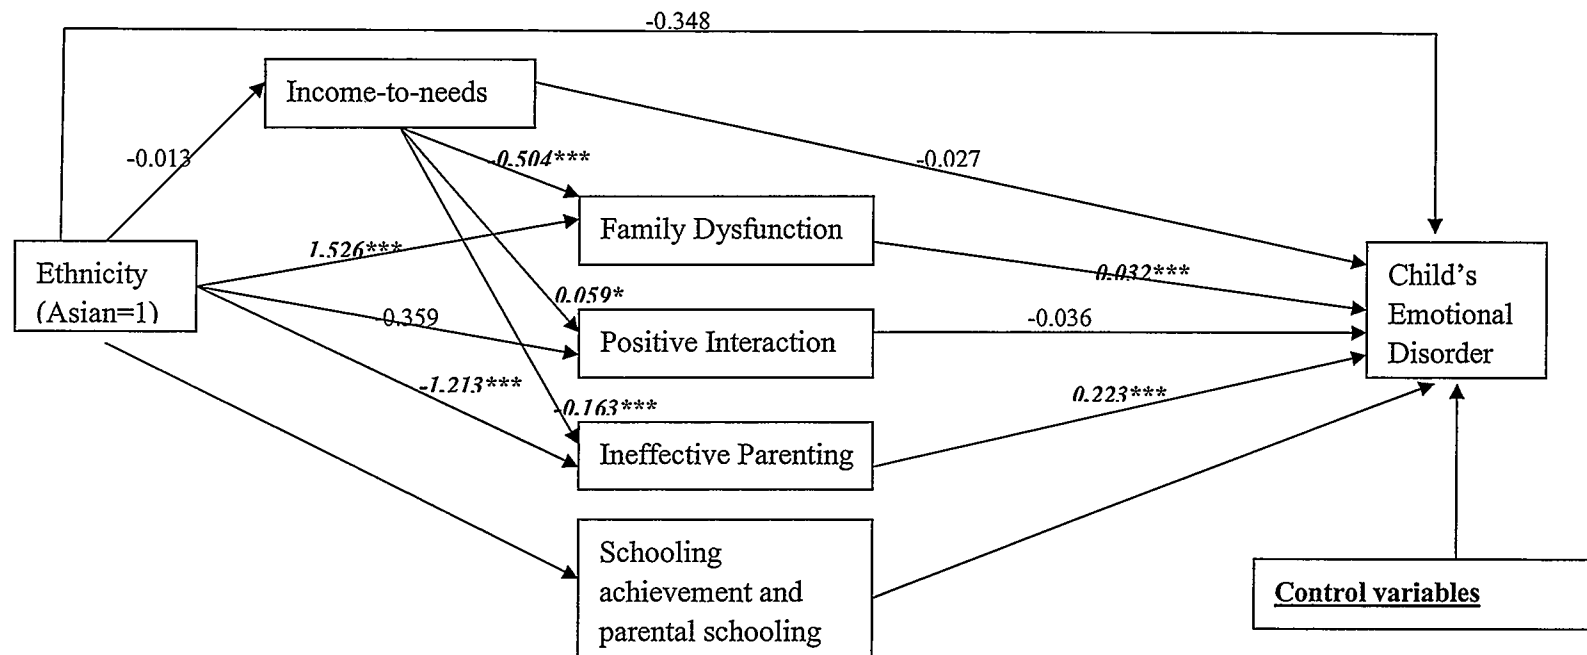 -0.348
Income-to-needs
-0.013
-0.504***
-0.027
Family Dysfunction
1.526***
Ethnicity
(Asian=1)
0.032***
Child's
Emotional
Disorder
0.059*
-0.359
-0.036
Positive Interaction
-1.213***
-0.163***
0.223***
Ineffective Parenting
Schooling
achievement and
parental schooling
Control variables